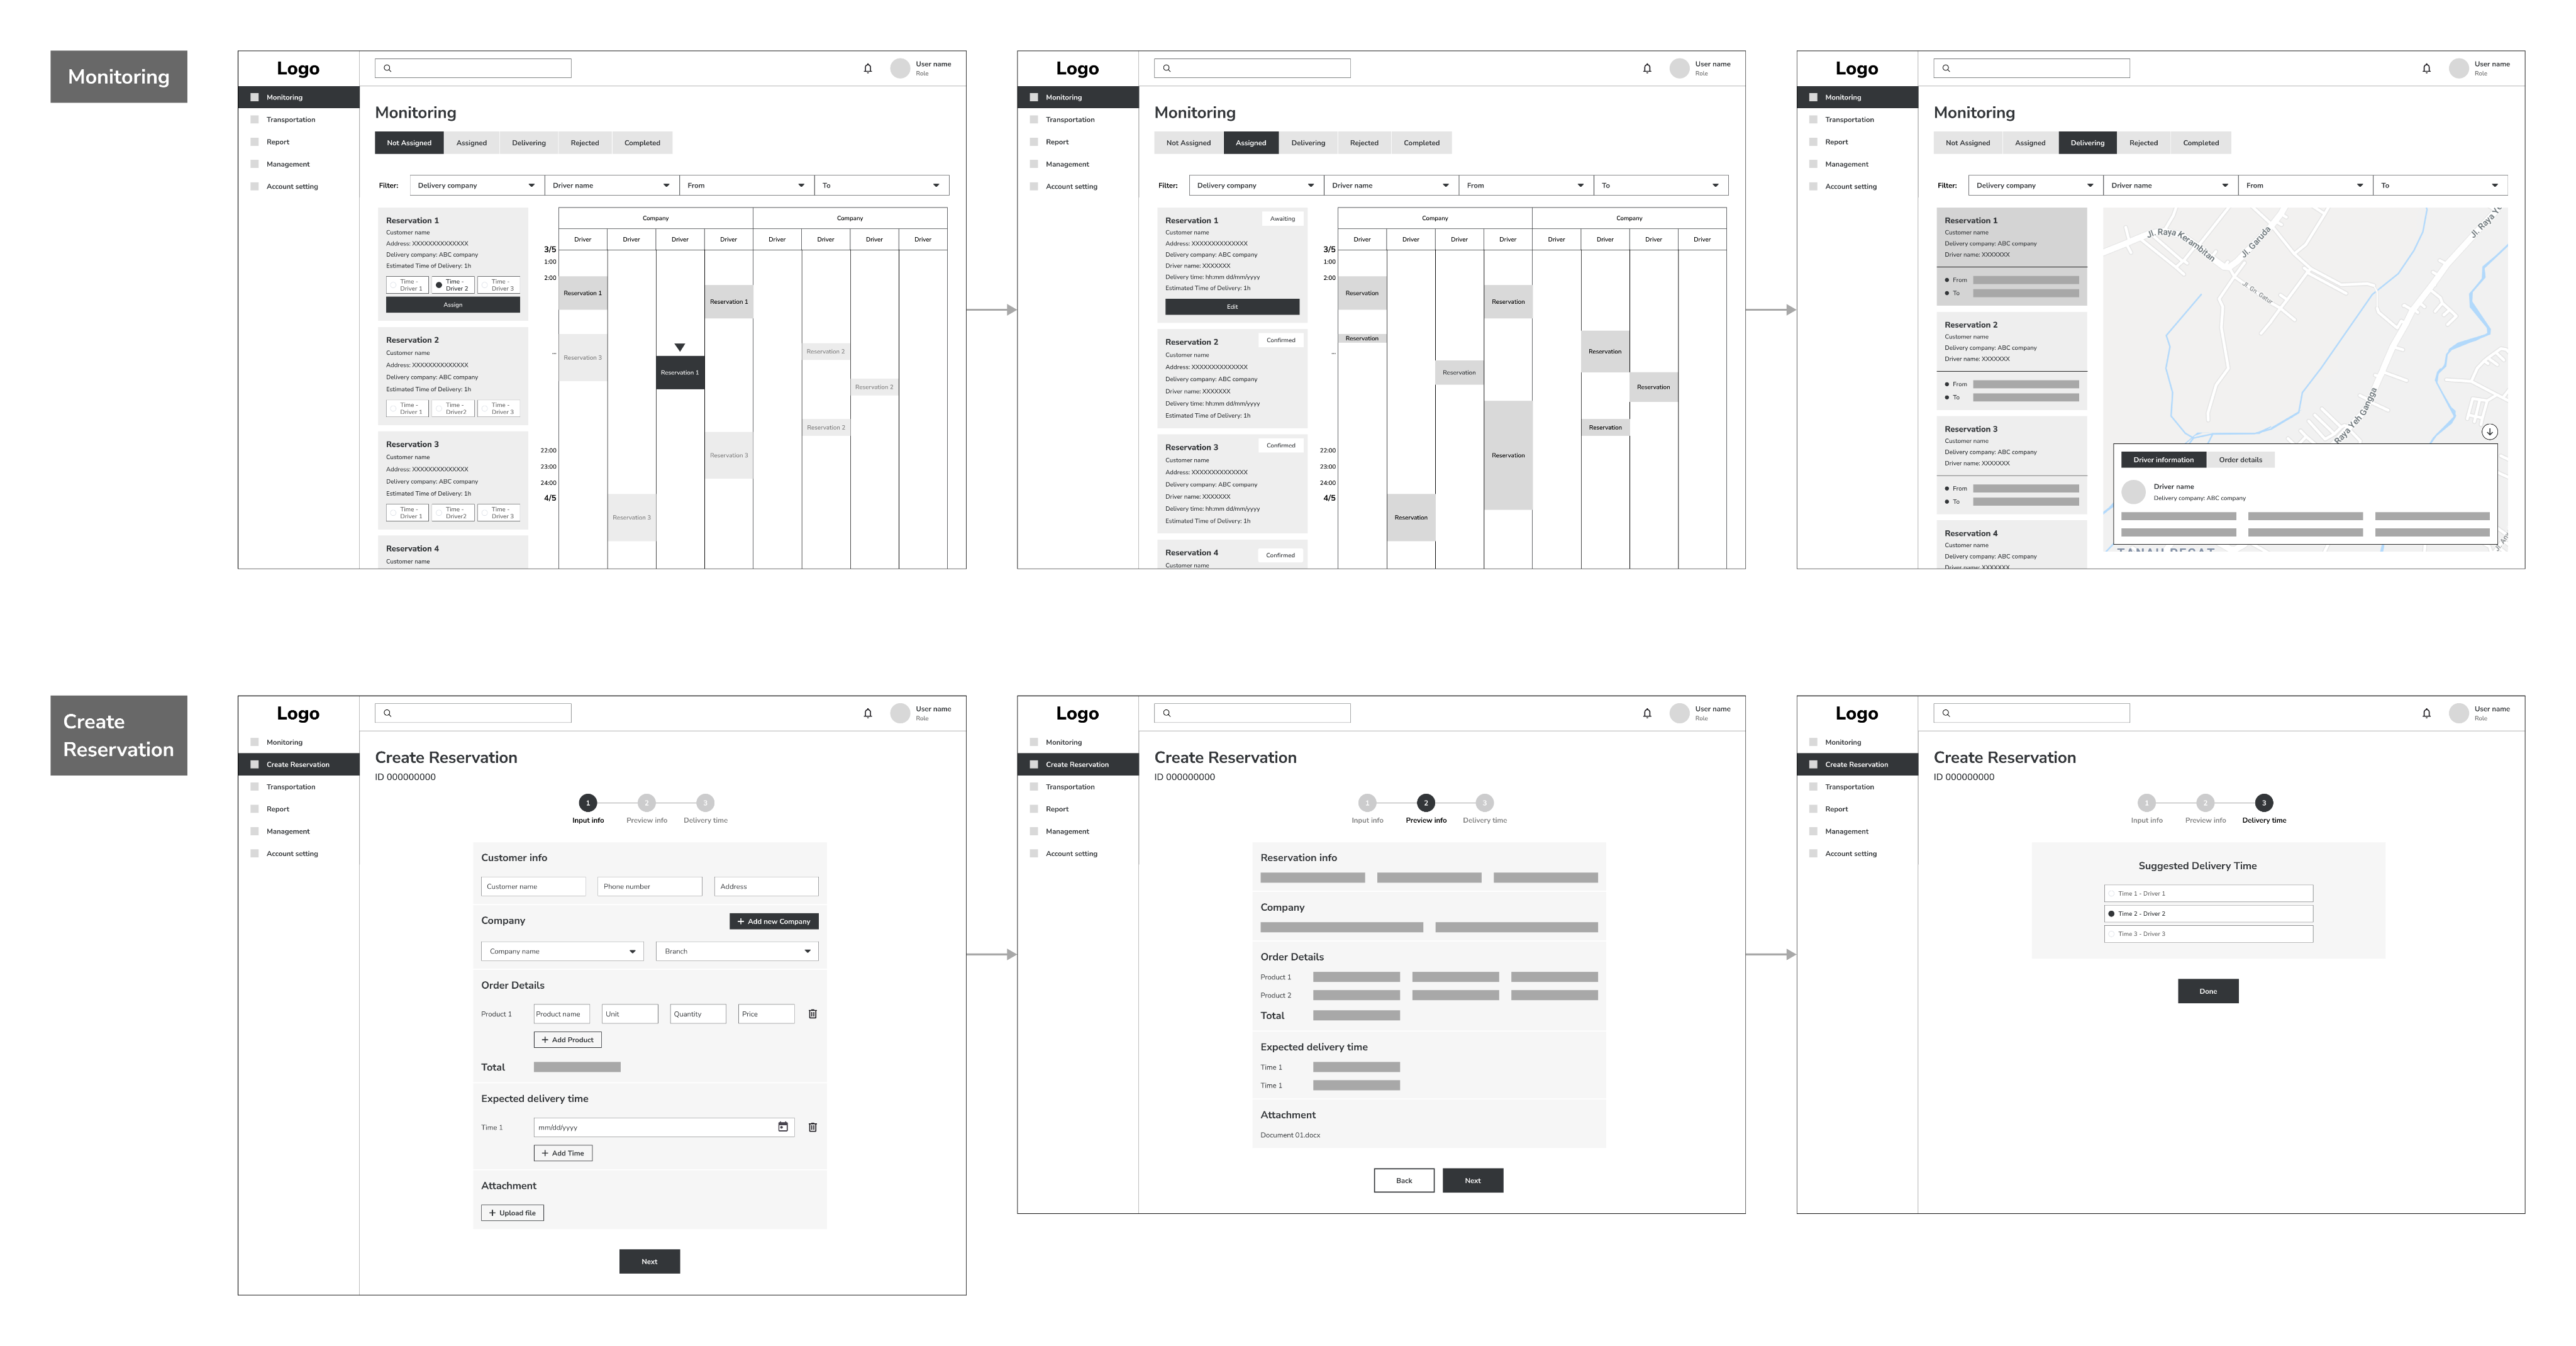 Monitoring
Logo
User name
Role
Monitoring
Transportation
Report
Management
Account setting
Monitoring
Not Assigned
Assigned
Delivering
Rejected
Completed
Filter:
Delivery company
Driver name
From
To
Reservation 1
Customer name
Address: XXXXXXXXXXXXXX
Delivery company: ABC company
Estimated Time of Delivery: 1h
Time -
Driver 1
Time -
Driver 2
Time -
Driver 3
Assign
Reservation 2
Customer name
Address: XXXXXXXXXXXXXX
Delivery company: ABC company
Estimated Time of Delivery: 1h
Time -
Driver 1
Time -
Driver2
Time -
Driver 3
Reservation 3
Customer name
Address: XXXXXXXXXXXXXX
Delivery company: ABC company
Estimated Time of Delivery: 1h
Time -
Driver 1
Time -
Driver2
Time -
Driver 3
Reservation 4
Customer name
Company
Company
Driver
Driver
Driver
Driver
Driver
Driver
Driver
Driver
3/5
1:00
2:00
...
22:00
23:00
24:00
4/5
Reservation 1
Reservation 1
Reservation 3
Reservation 2
Reservation 1
Reservation 2
Reservation 2
Reservation 3
Reservation 3
Logo
User name
Role
Monitoring
Transportation
Report
Management
Account setting
Monitoring
Not Assigned
Assigned
Delivering
Rejected
Completed
Filter:
Delivery company
Driver name
From
To
Reservation 1
Awaiting
Customer name
Address: XXXXXXXXXXXXXX
Delivery company: ABC company
Driver name: XXXXXXX
Delivery time: hh:mm dd/mm/yyyy
Estimated Time of Delivery: 1h
Edit
Reservation 2
Confirmed
Customer name
Address: XXXXXXXXXXXXXX
Delivery company: ABC company
Driver name: XXXXXXX
Delivery time: hh:mm dd/mm/yyyy
Estimated Time of Delivery: 1h
Reservation 3
Confirmed
Customer name
Address: XXXXXXXXXXXXXX
Delivery company: ABC company
Driver name: XXXXXXX
Delivery time: hh:mm dd/mm/yyyy
Estimated Time of Delivery: 1h
Reservation 4
Confirmed
Customer name
Company
Company
Driver
Driver
Driver
Driver
Driver
Driver
Driver
Driver
3/5
1:00
2:00
...
22:00
23:00
24:00
4/5
Reservation
Reservation
Reservation
Reservation
Reservation
Reservation
Reservation
Reservation
Reservation
Logo
User name
Role
Monitoring
Transportation
Report
Management
Account setting
Monitoring
Not Assigned
Assigned
Delivering
Rejected
Completed
Filter:
Delivery company
Driver name
From
To
Reservation 1
Customer name
Delivery company: ABC company
Driver name: XXXXXXX
From
To
Reservation 2
Customer name
Delivery company: ABC company
Driver name: XXXXXXX
From
To
Reservation 3
Customer name
Delivery company: ABC company
Driver name: XXXXXXX
From
To
Reservation 4
Customer name
Delivery company: ABC company
Driver name: XXXXXXX
Jl. Raya Kerambitan
Jl. Garuda
Jl. Raya Ye
Jl. Gn. Gatur
Raya Yeh Gangga
Driver information
Order details
Driver name
Delivery company: ABC company
Create
Reservation
Logo
User name
Role
Monitoring
Create Reservation
Transportation
Report
Management
Account setting
Create Reservation
ID 000000000
1
2
3
Input info
Preview info
Delivery time
Customer info
Customer name
Phone number
Address
Company
+ Add new Company
Company name
Branch
Order Details
Product 1
Product name
Unit
Quantity
Price
+ Add Product
Total
Expected delivery time
Time 1
mm/dd/yyyy
+ Add Time
Attachment
+ Upload file
Next
Logo
User name
Role
Monitoring
Create Reservation
Transportation
Report
Management
Account setting
Create Reservation
ID 000000000
1
2
3
Input info
Preview info
Delivery time
Reservation info
Company
Order Details
Product 1
Product 2
Total
Expected delivery time
Time 1
Time 1
Attachment
Document 01.docx
Back
Next
Logo
User name
Role
Monitoring
Create Reservation
Transportation
Report
Management
Account setting
Create Reservation
ID 000000000
1
2
3
Input info
Preview info
Delivery time
Suggested Delivery Time
Time 1 - Driver 1
Time 2 - Driver 2
Time 3 - Driver 3
Done